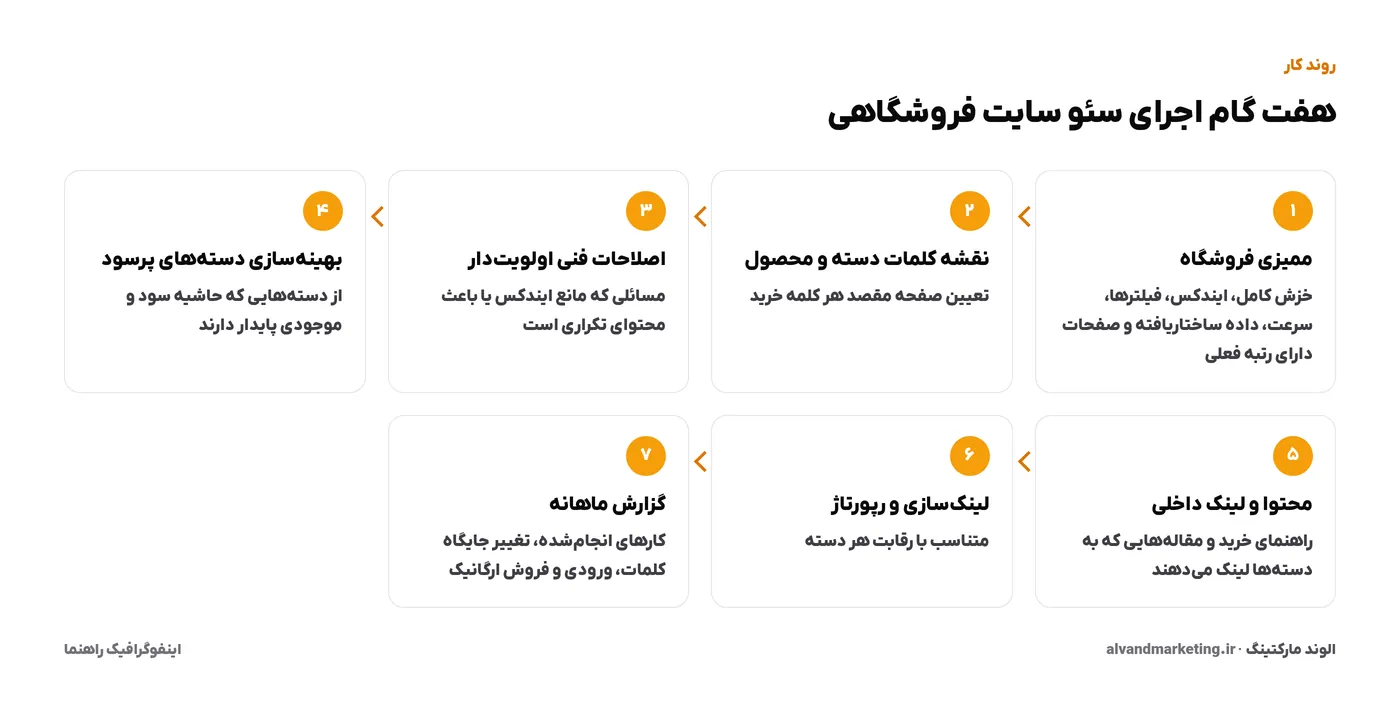 روند کار
هفت گام اجرای سئو سایت فروشگاهی
۱
ممیزی فروشگاه
خزش کامل، ایندکس، فیلترها،
سرعت، داده ساختاریافته و صفحات
دارای رتبه فعلی
۲
نقشه کلمات دسته و محصول
تعیین صفحه مقصد هر کلمه خرید
۳
اصلاحات فنی اولویت‌دار
مسائلی که مانع ایندکس یا باعث
محتوای تکراری است
۴
بهینه‌سازی دسته‌های پرسود
از دسته‌هایی که حاشیه سود و
موجودی پایدار دارند
۵
محتوا و لینک داخلی
راهنمای خرید و مقاله‌هایی که به
دسته‌ها لینک می‌دهند
۶
لینک‌سازی و رپورتاژ
متناسب با رقابت هر دسته
۷
گزارش ماهانه
کارهای انجام‌شده، تغییر جایگاه
کلمات، ورودی و فروش ارگانیک
الوند مارکتینگ · alvandmarketing.ir
اینفوگرافیک راهنما